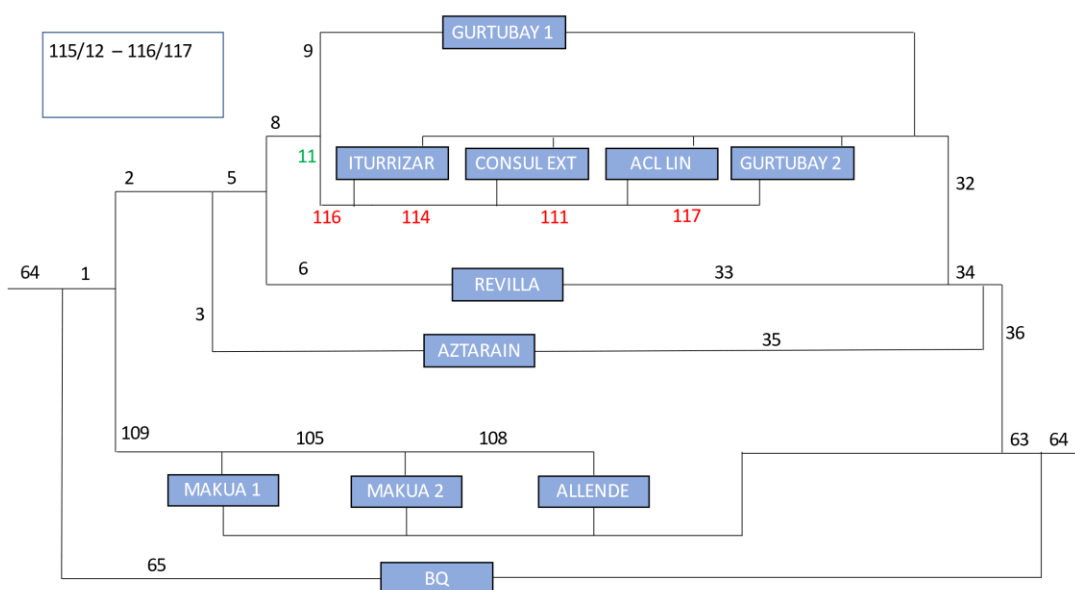 GURTUBAY 1
115/12 – 116/117
9
8
11
ITURRIZAR
CONSUL EXT
ACL LIN
GURTUBAY 2
2
5
32
116
114
111
117
64
1
6
REVILLA
33
34
3
AZTARAIN
35
36
109
105
108
63
64
MAKUA 1
MAKUA 2
ALLENDE
65
BQ